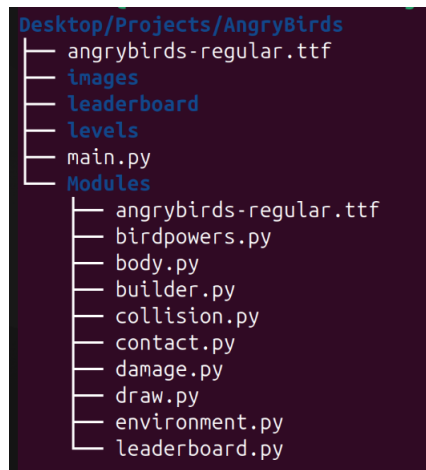 Desktop/Projects/AngryBirds
├── angrybirds-regular.ttf
├── images
├── leaderboard
├── levels
├── main.py
└── Modules
    ├── angrybirds-regular.ttf
    ├── birdpowers.py
    ├── body.py
    ├── builder.py
    ├── collision.py
    ├── contact.py
    ├── damage.py
    ├── draw.py
    ├── environment.py
    └── leaderboard.py